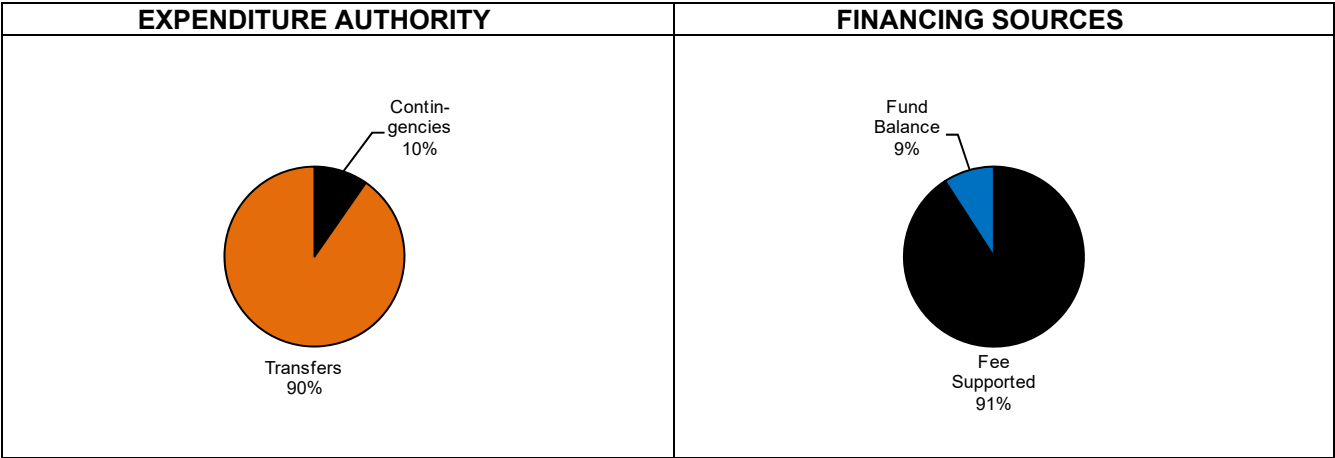 EXPENDITURE AUTHORITY
Contin-
gencies
10%
Transfers
90%
FINANCING SOURCES
Fund
Balance
9%
Fee
Supported
91%